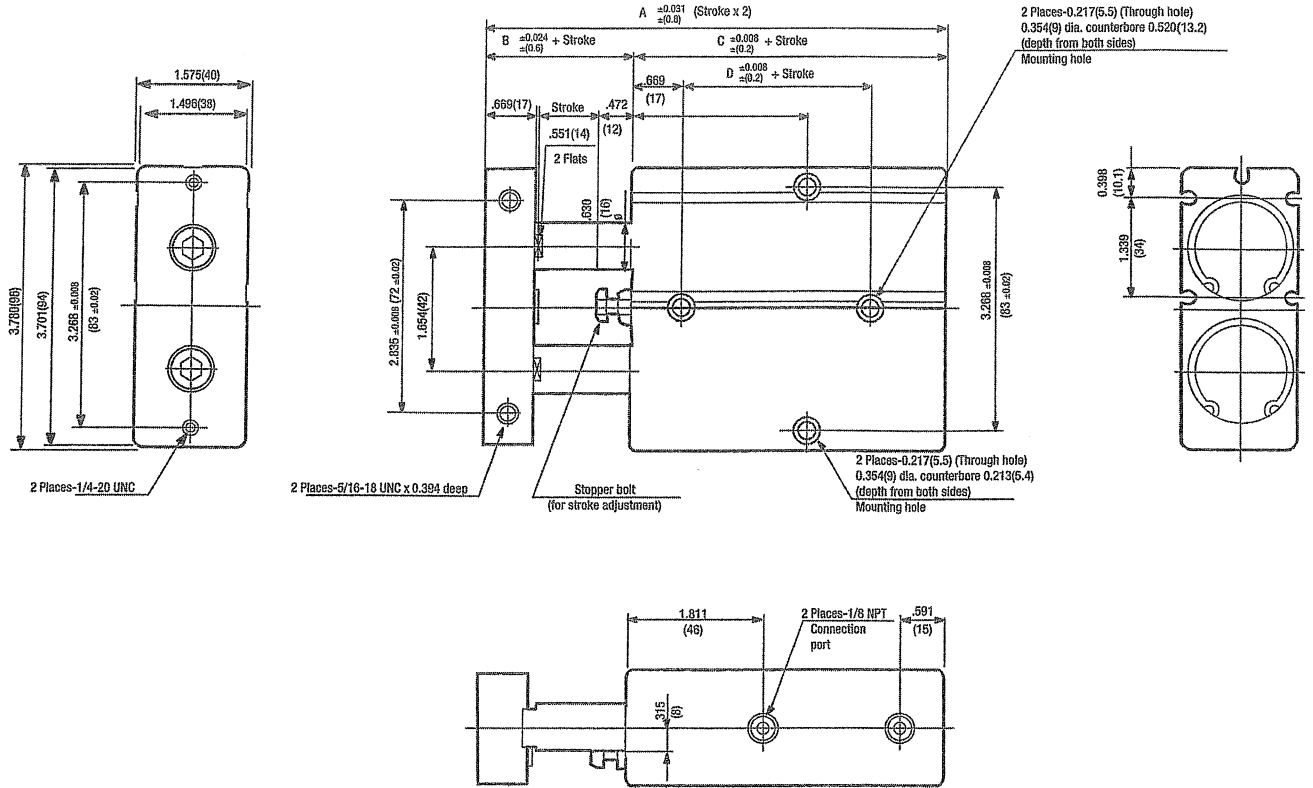 A ±0.031 ±(0.8) (Stroke x 2)
B ±0.024 ±(0.6) + Stroke
C ±0.008 ±(0.2) + Stroke
D ±0.008 ±(0.2) ÷ Stroke
2 Places-0.217(5.5) (Through hole)
0.354(9) dia. counterbore 0.520(13.2)
(depth from both sides)
Mounting hole
1.575(40)
1.496(38)
.669
(17)
.669(17)
Stroke
.472
(12)
.551(14)
2 Flats
.630
(16)
ø
3.780(96)
3.701(94)
3.268 ±0.008
(83 ±0.02)
2.835 ±0.008 (72 ±0.02)
1.654(42)
3.268 ±0.008
(83 ±0.02)
0.398
(10.1)
1.339
(34)
2 Places-1/4-20 UNC
2 Places-5/16-18 UNC x 0.394 deep
Stopper bolt
(for stroke adjustment)
2 Places-0.217(5.5) (Through hole)
0.354(9) dia. counterbore 0.213(5.4)
(depth from both sides)
Mounting hole
1.811
(46)
2 Places-1/8 NPT
Connection
port
.591
(15)
.315
(8)